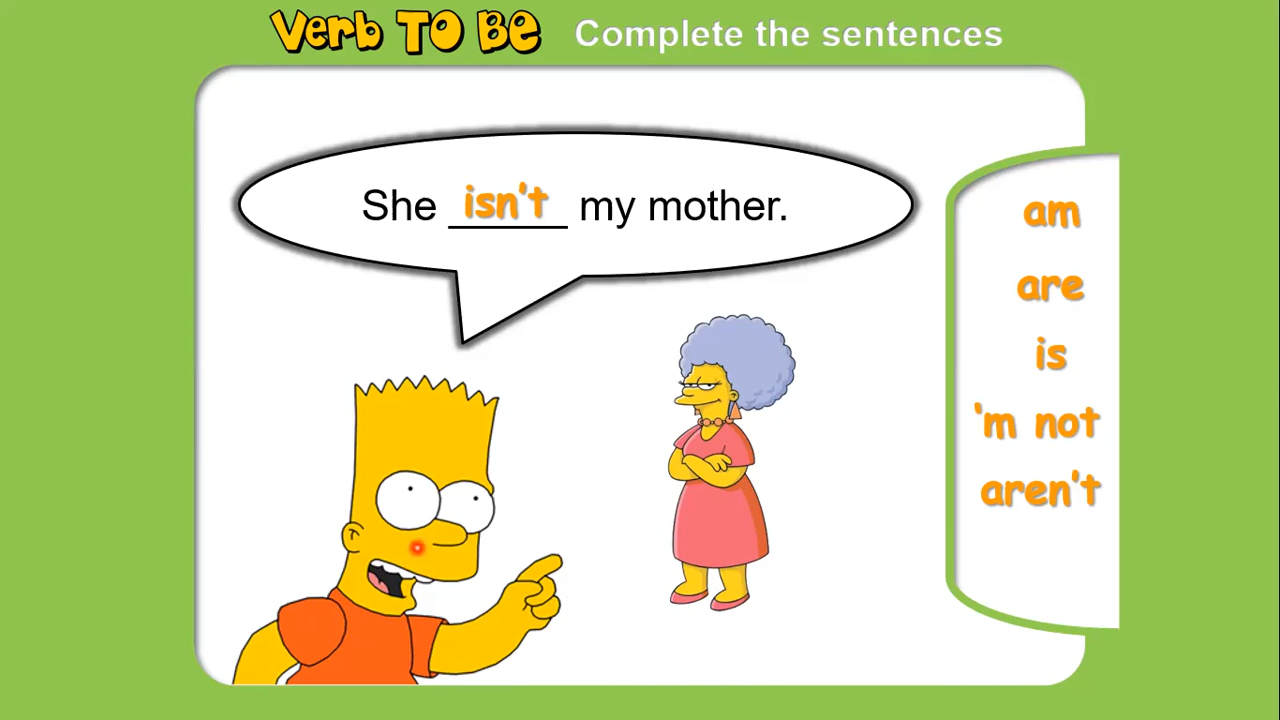 Verb TO BE Complete the sentences
She isn't my mother.
am
are
is
'm not
aren't